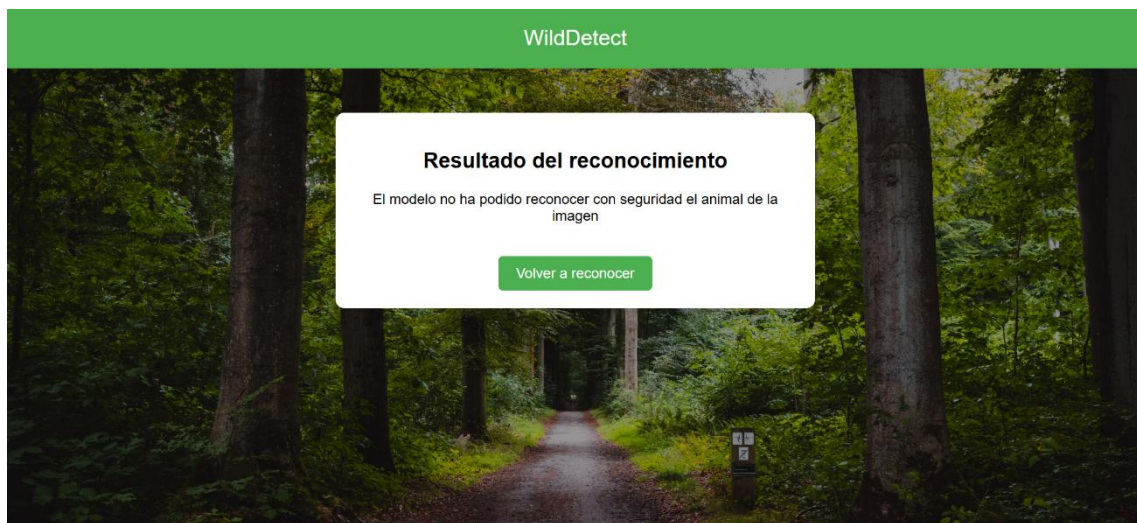 WildDetect
Resultado del reconocimiento
El modelo no ha podido reconocer con seguridad el animal de la
imagen
Volver a reconocer